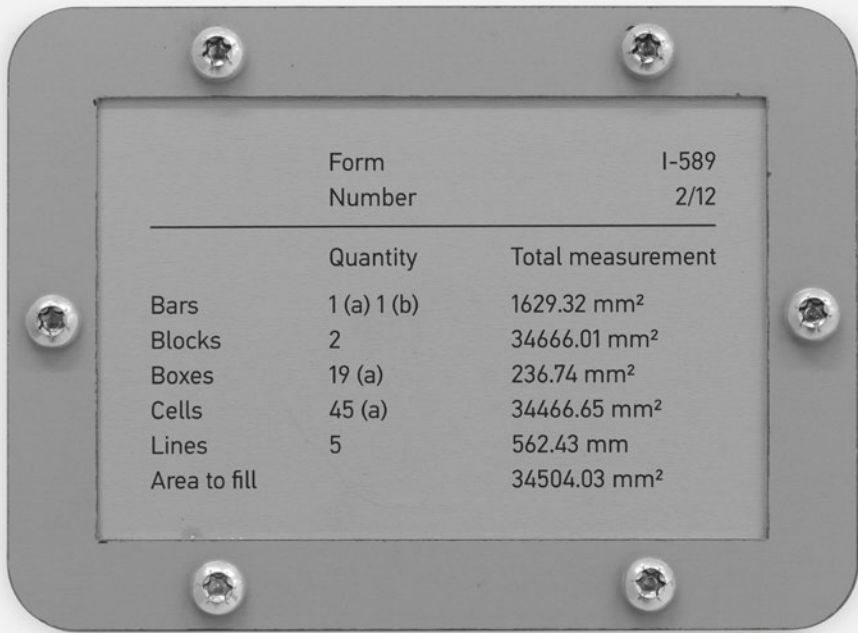 Form I-589
Number 2/12
Quantity Total measurement
Bars 1 (a) 1 (b) 1629.32 mm²
Blocks 2 34666.01 mm²
Boxes 19 (a) 236.74 mm²
Cells 45 (a) 34466.65 mm²
Lines 5 562.43 mm
Area to fill 34504.03 mm²